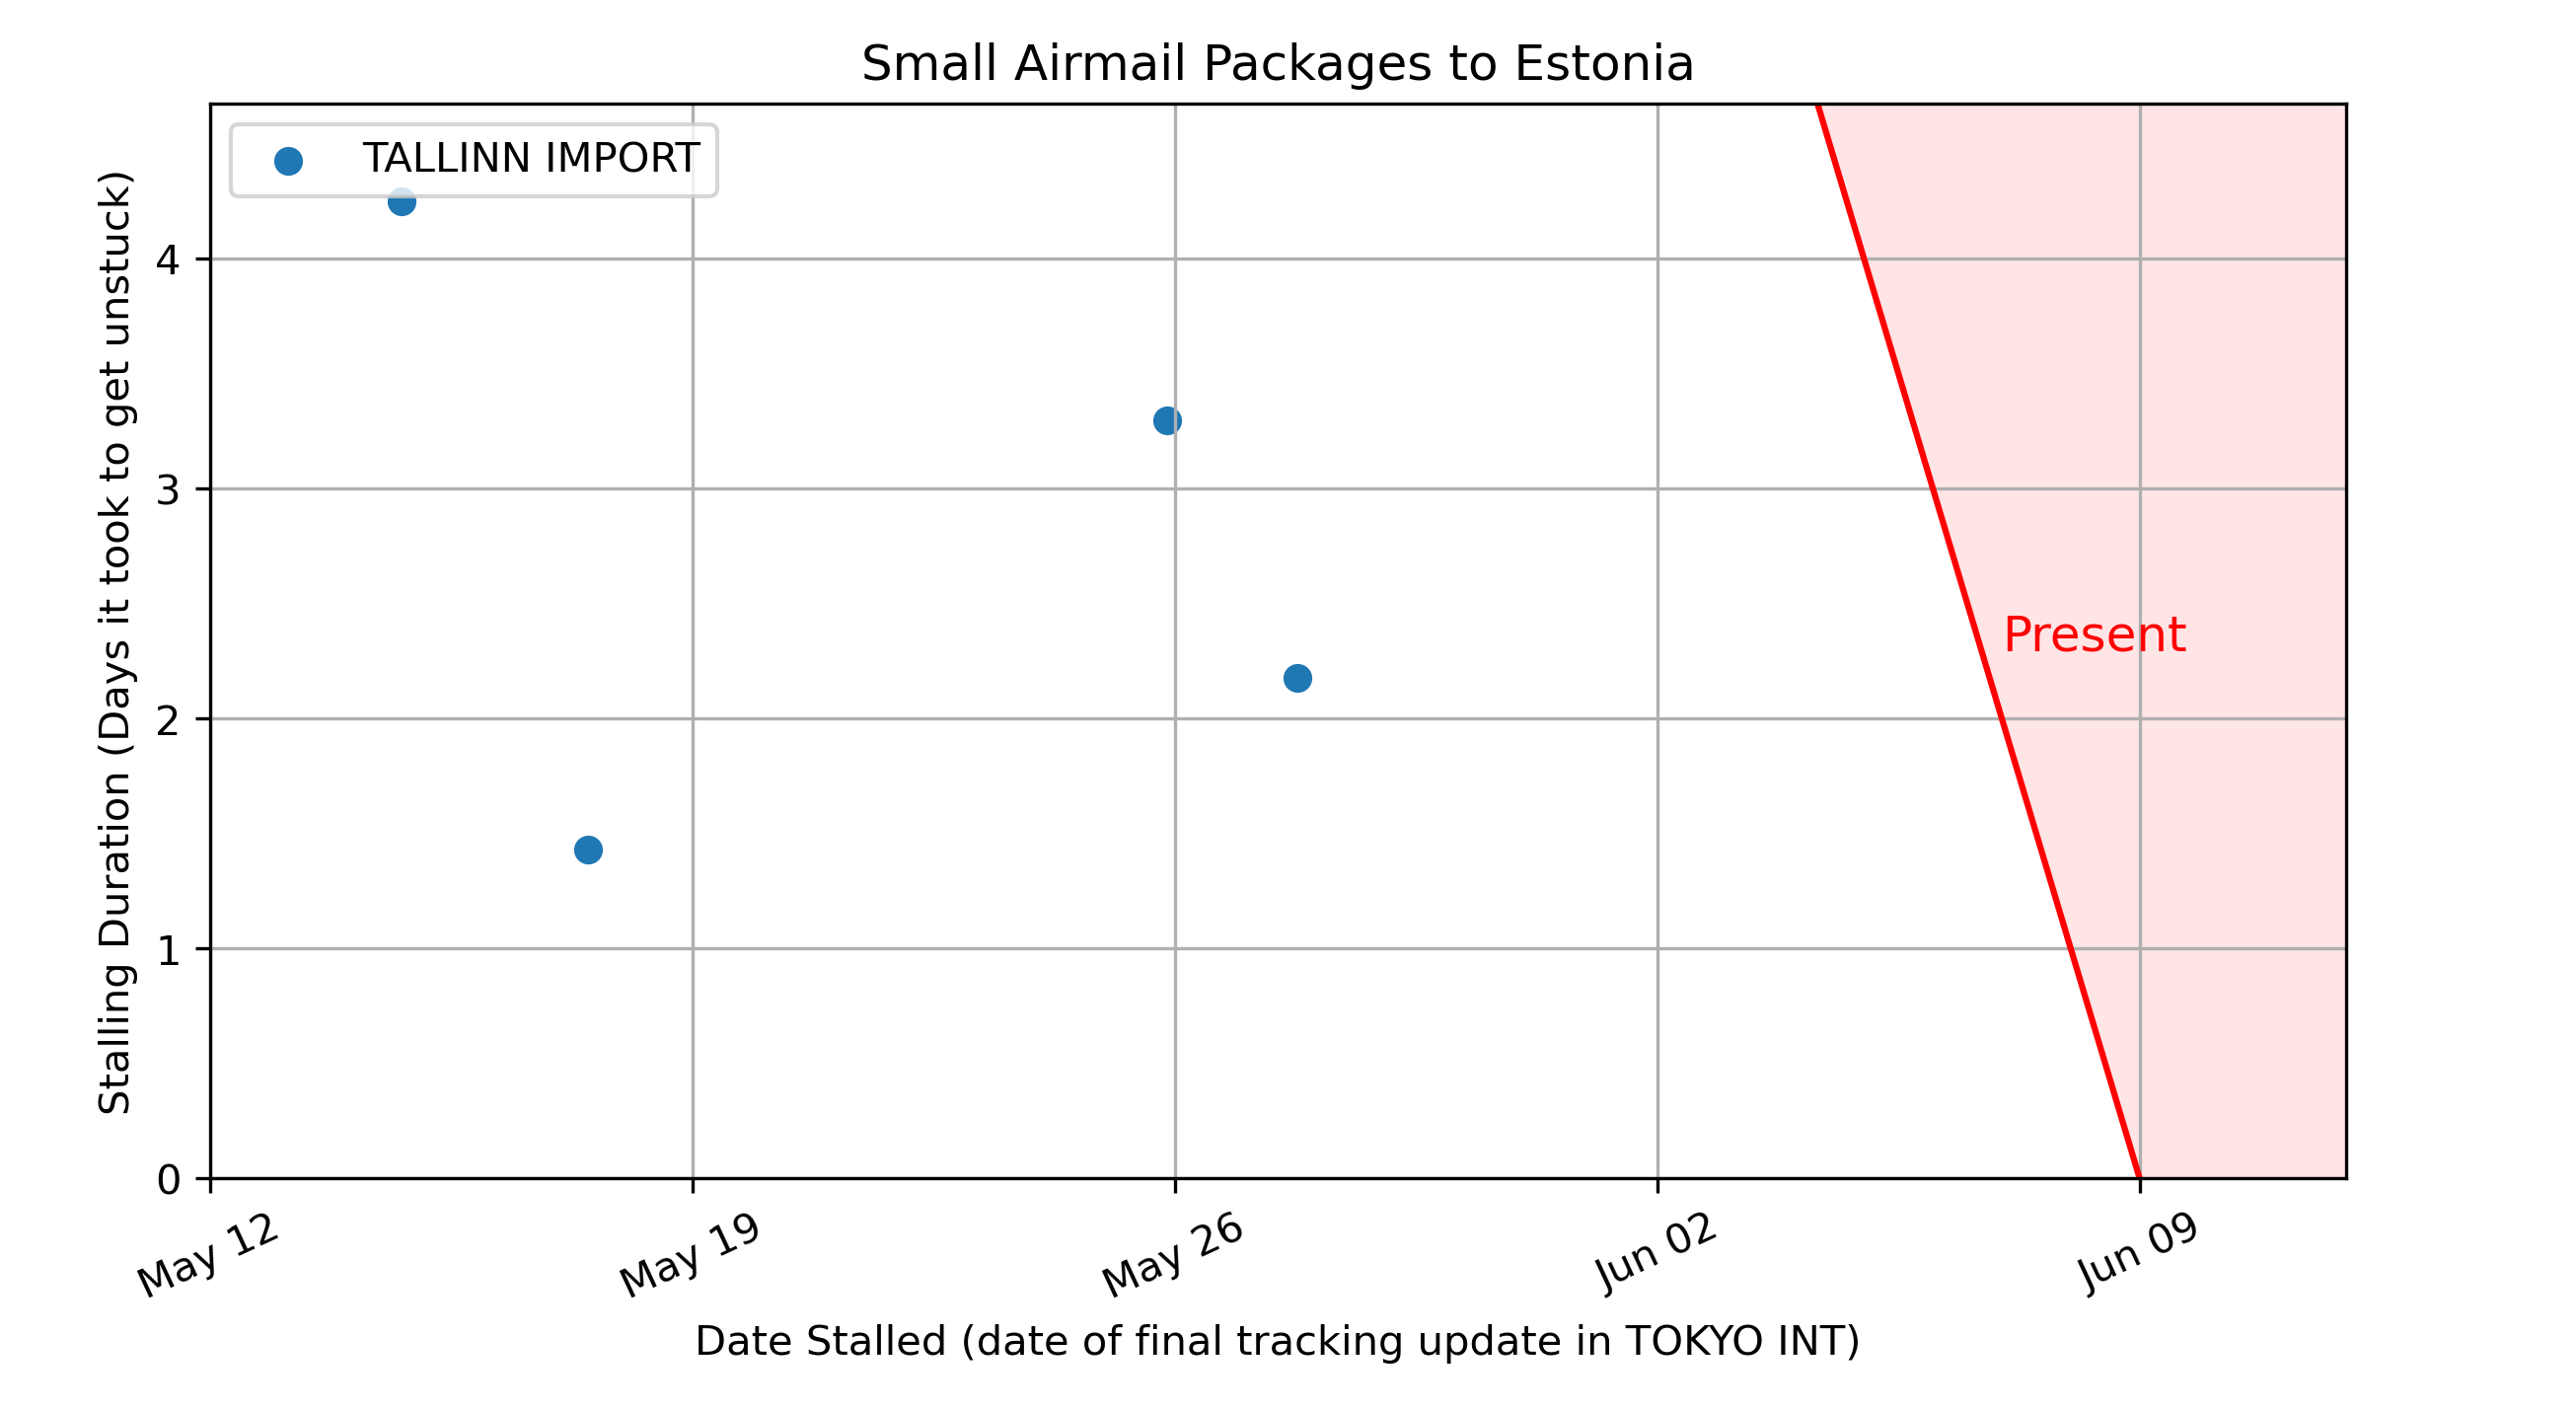 Small Airmail Packages to Estonia
TALLINN IMPORT
Stalling Duration (Days it took to get unstuck)
4
3
2
1
0
Present
May 12
May 19
May 26
Jun 02
Jun 09
Date Stalled (date of final tracking update in TOKYO INT)